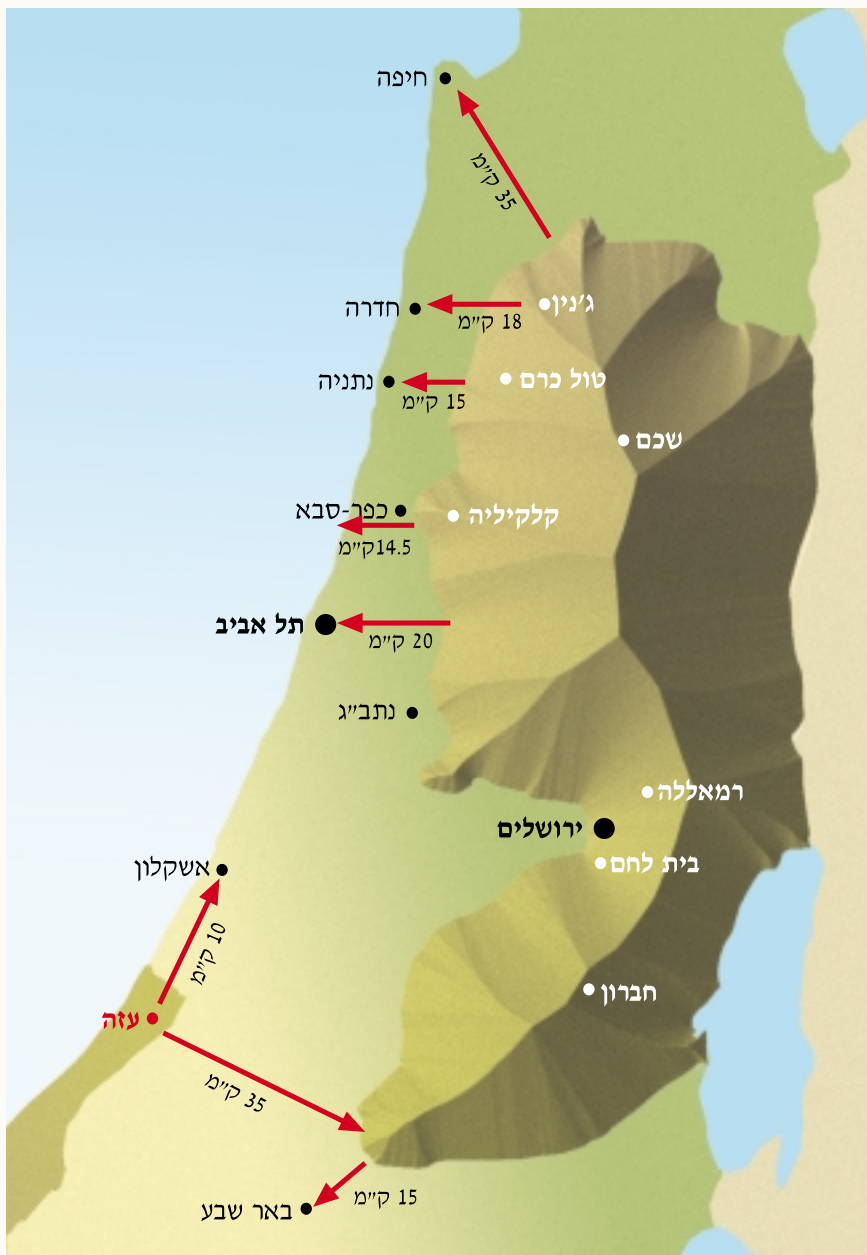 חיפה
35 ק"מ
חדרה
18 ק"מ
ג'נין
נתניה
15 ק"מ
טול כרם
שכם
כפר-סבא
14.5ק"מ
קלקיליה
תל אביב
20 ק"מ
נתב"ג
רמאללה
ירושלים
בית לחם
אשקלון
10 ק"מ
חברון
עזה
35 ק"מ
15 ק"מ
באר שבע